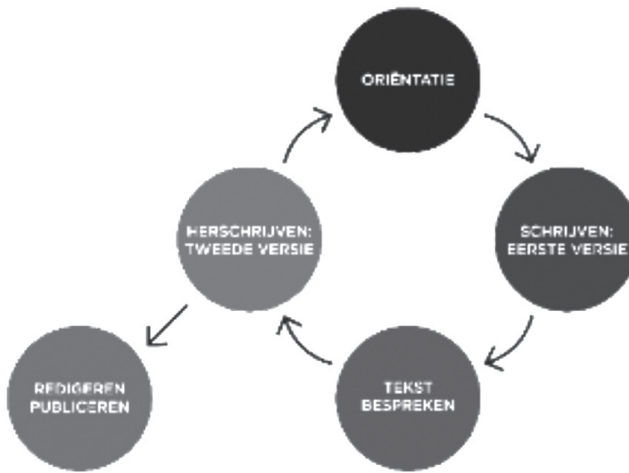 ORIËNTATIE
SCHRIJVEN:
EERSTE VERSIE
TEKST
BESPREKEN
HERSCHRIJVEN:
TWEEDE VERSIE
REDIGEREN
PUBLICEREN